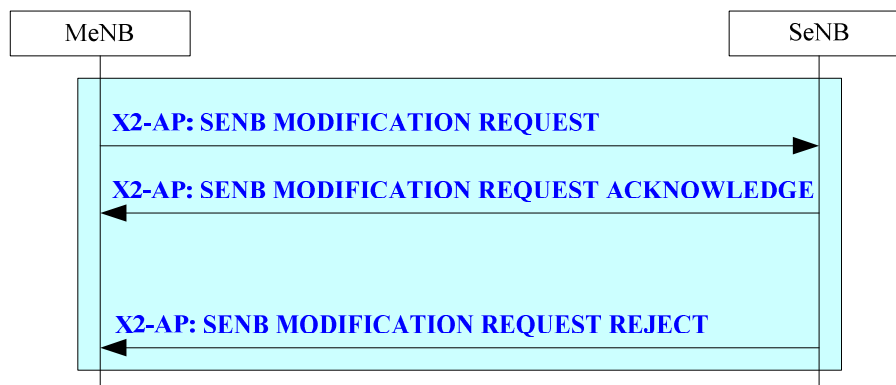 MeNB
SeNB
X2-AP: SENB MODIFICATION REQUEST
X2-AP: SENB MODIFICATION REQUEST ACKNOWLEDGE
X2-AP: SENB MODIFICATION REQUEST REJECT